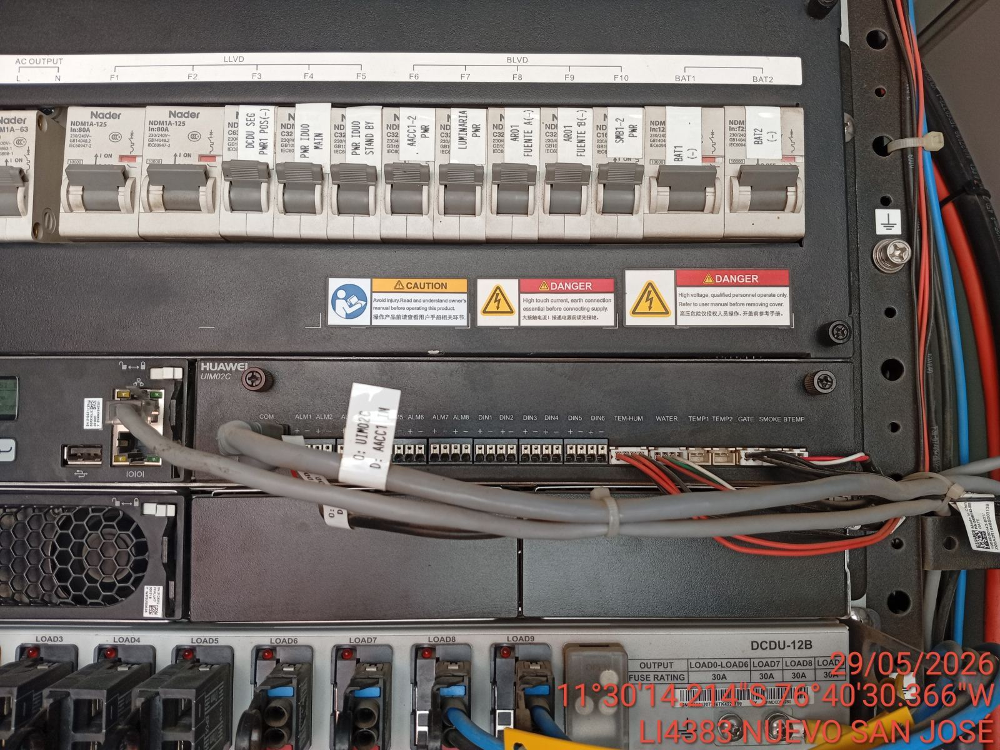 AC OUTPUT
LLVD
BLVD
L
N
F1
F2
F3
F4
F5
F6
F7
F8
F9
F10
BAT1
BAT2
Nader
NDM1A-125
In:80A
230/240V~
GB14048.2
IEC60947-2
I ON
10000
Nader
NDM1A-125
In:80A
230/240V~
GB14048.2
IEC60947-2
I ON
10000
DCDU SEG
PWR1 POS(-)
PWR IDUO
MAIN
PWR IDUO
STAND BY
AACC1-2
PWR
LUMINARIA
PWR
ARO1
FUENTE A(-)
ARO1
FUENTE B(-)
SMB1-2
PWR
BAT1
(-)
BAT2
(-)
CAUTION
Avoid injury.Read and understand owner's
manual before operating this product.
操作产品前请查看用户手册相关环节.
DANGER
High touch current, earth connection
essential before connecting supply.
大接触电流！接通电源前须先接地.
DANGER
High voltage, qualified personnel operate only.
Refer to user manual before removing cover.
高压危险仅授权人员操作，开盖前参考手册.
HUAWEI
UIM02C
COM
ALM1
ALM2
ALM6
ALM7
ALM8
DIN1
DIN2
DIN3
DIN4
DIN5
DIN6
TEM-HUM
WATER
TEMP1
TEMP2
GATE
SMOKE
BTEMP
O: UIM02C
D: AACC1 IN
IOIOI
LOAD3
LOAD4
LOAD5
LOAD6
LOAD7
LOAD8
LOAD9
DCDU-12B
OUTPUT LOAD0-LOAD6 LOAD7 LOAD8
FUSE RATING 30A 30A 30A 30A
29/05/2026
11°30'14.214"S 76°40'30.366"W
LI4383 NUEVO SAN JOSÉ